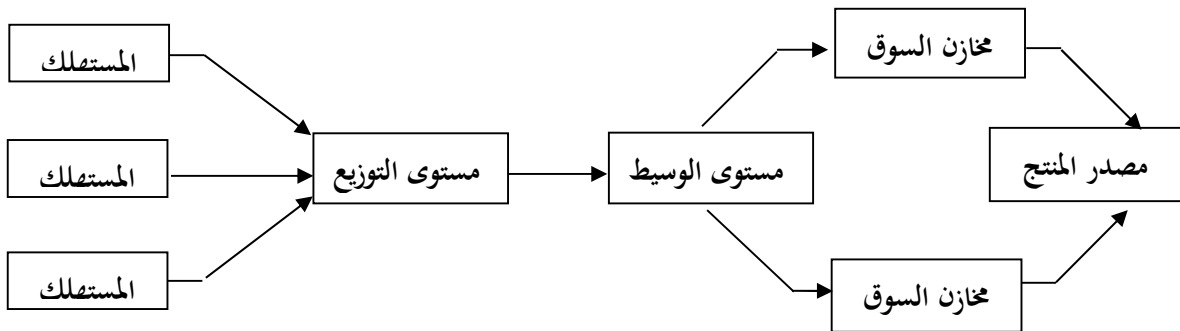 مخازن السوق
المستهلك
المستهلك
مستوى التوزيع
مستوى الوسيط
مصدر المنتج
المستهلك
مخازن السوق